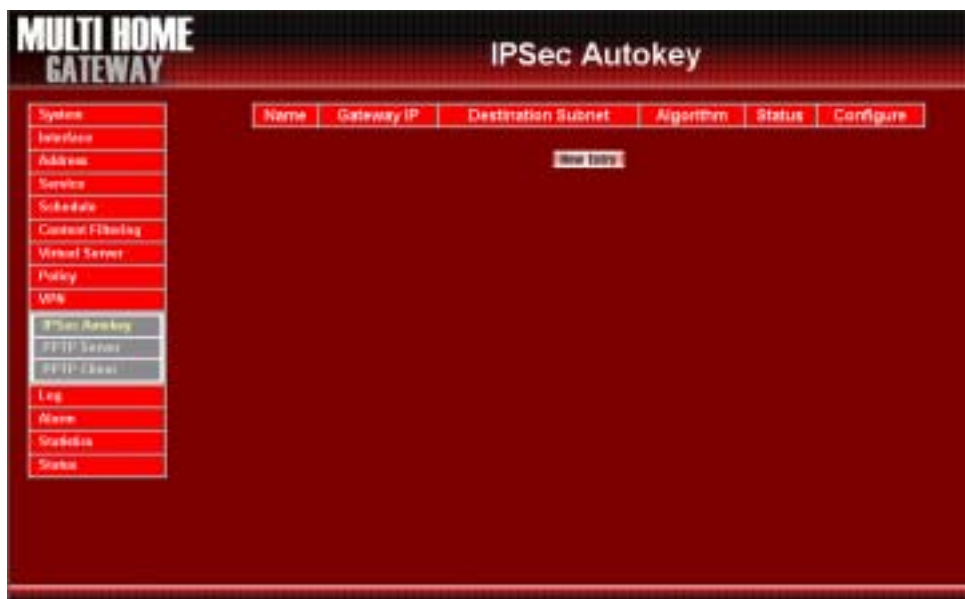 MULTI HOME
GATEWAY
IPSec Autokey
System
Interface
Address
Service
Schedule
Content Filtering
Virtual Server
Policy
VPN
IPSec Autokey
PPTP Server
PPTP Client
Log
Alarm
Statistics
Status
Name Gateway IP Destination Subnet Algorithm Status Configure
New Entry